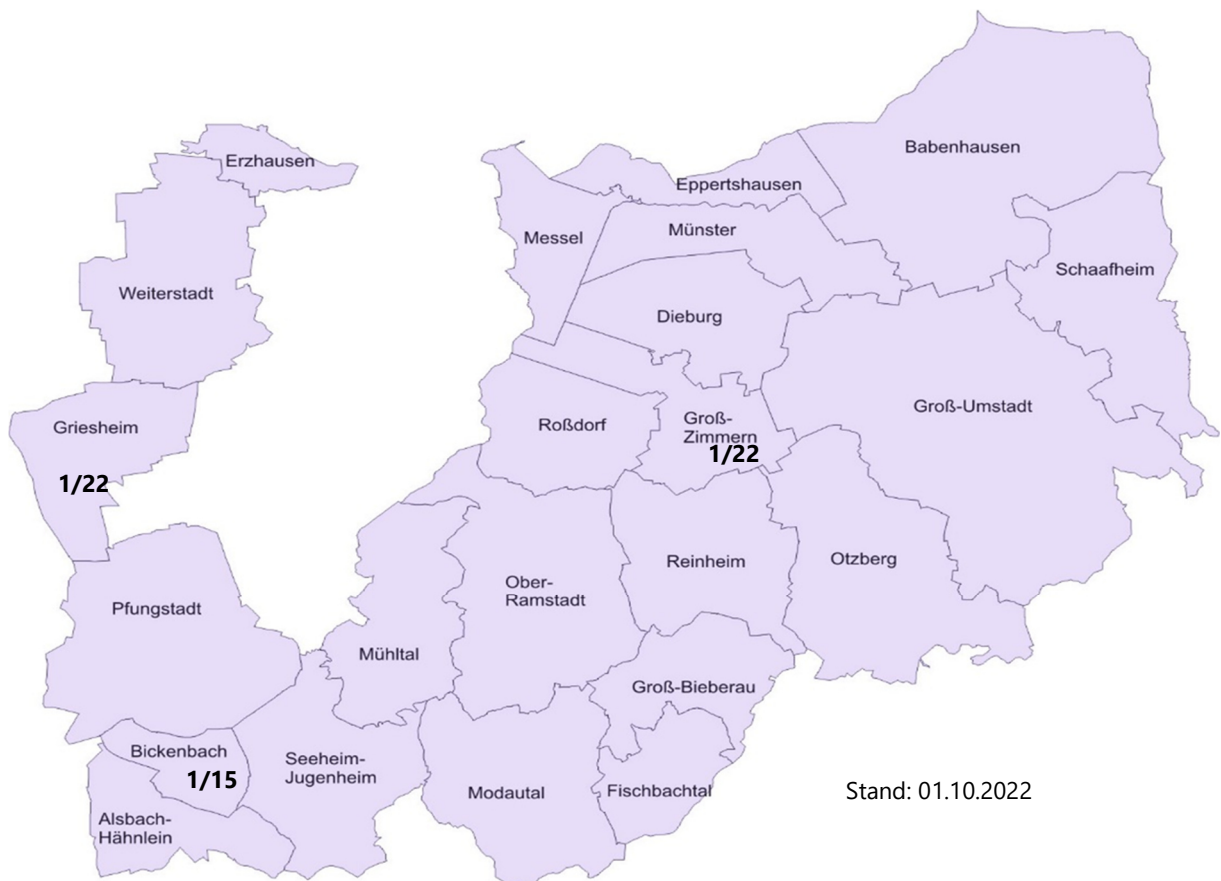 Babenhausen
Erzhausen
Eppertshausen
Messel
Münster
Schaafheim
Weiterstadt
Dieburg
Groß-Umstadt
Griesheim
1/22
Roßdorf
Groß-
Zimmern
1/22
Otzberg
Reinheim
Ober-
Ramstadt
Pfungstadt
Mühltal
Groß-Bieberau
Bickenbach
1/15
Seeheim-
Jugenheim
Modautal
Fischbachtal
Stand: 01.10.2022
Alsbach-
Hähnlein